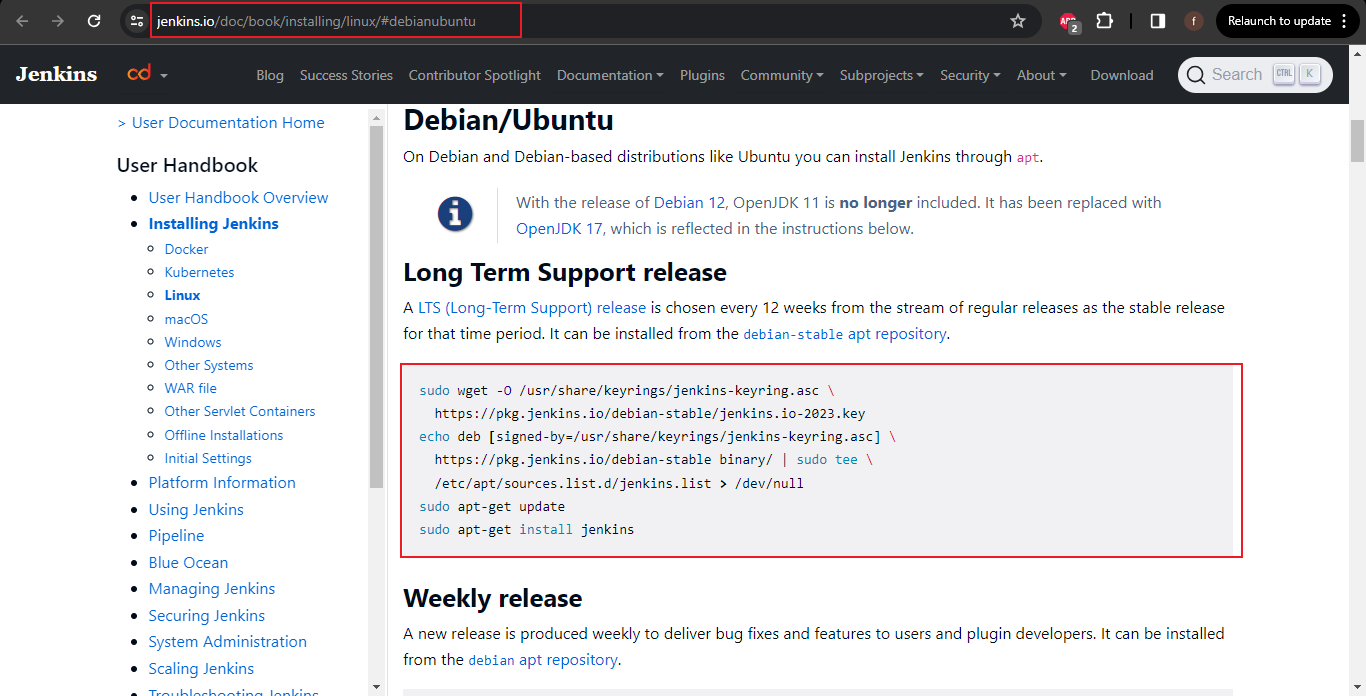 jenkins.io/doc/book/installing/linux/#debianubuntu
ABP
2
f
Relaunch to update
Jenkins
cd
Blog
Success Stories
Contributor Spotlight
Documentation
Plugins
Community
Subprojects
Security
About
Download
Search
CTRL
K
> User Documentation Home
User Handbook
User Handbook Overview
Installing Jenkins
Docker
Kubernetes
Linux
macOS
Windows
Other Systems
WAR file
Other Servlet Containers
Offline Installations
Initial Settings
Platform Information
Using Jenkins
Pipeline
Blue Ocean
Managing Jenkins
Securing Jenkins
System Administration
Scaling Jenkins
Troubleshooting Jenkins
Debian/Ubuntu
On Debian and Debian-based distributions like Ubuntu you can install Jenkins through apt.
With the release of Debian 12, OpenJDK 11 is no longer included. It has been replaced with
OpenJDK 17, which is reflected in the instructions below.
Long Term Support release
A LTS (Long-Term Support) release is chosen every 12 weeks from the stream of regular releases as the stable release
for that time period. It can be installed from the debian-stable apt repository.
sudo wget -O /usr/share/keyrings/jenkins-keyring.asc \
https://pkg.jenkins.io/debian-stable/jenkins.io-2023.key
echo deb [signed-by=/usr/share/keyrings/jenkins-keyring.asc] \
https://pkg.jenkins.io/debian-stable binary/ | sudo tee \
/etc/apt/sources.list.d/jenkins.list > /dev/null
sudo apt-get update
sudo apt-get install jenkins
Weekly release
A new release is produced weekly to deliver bug fixes and features to users and plugin developers. It can be installed
from the debian apt repository.